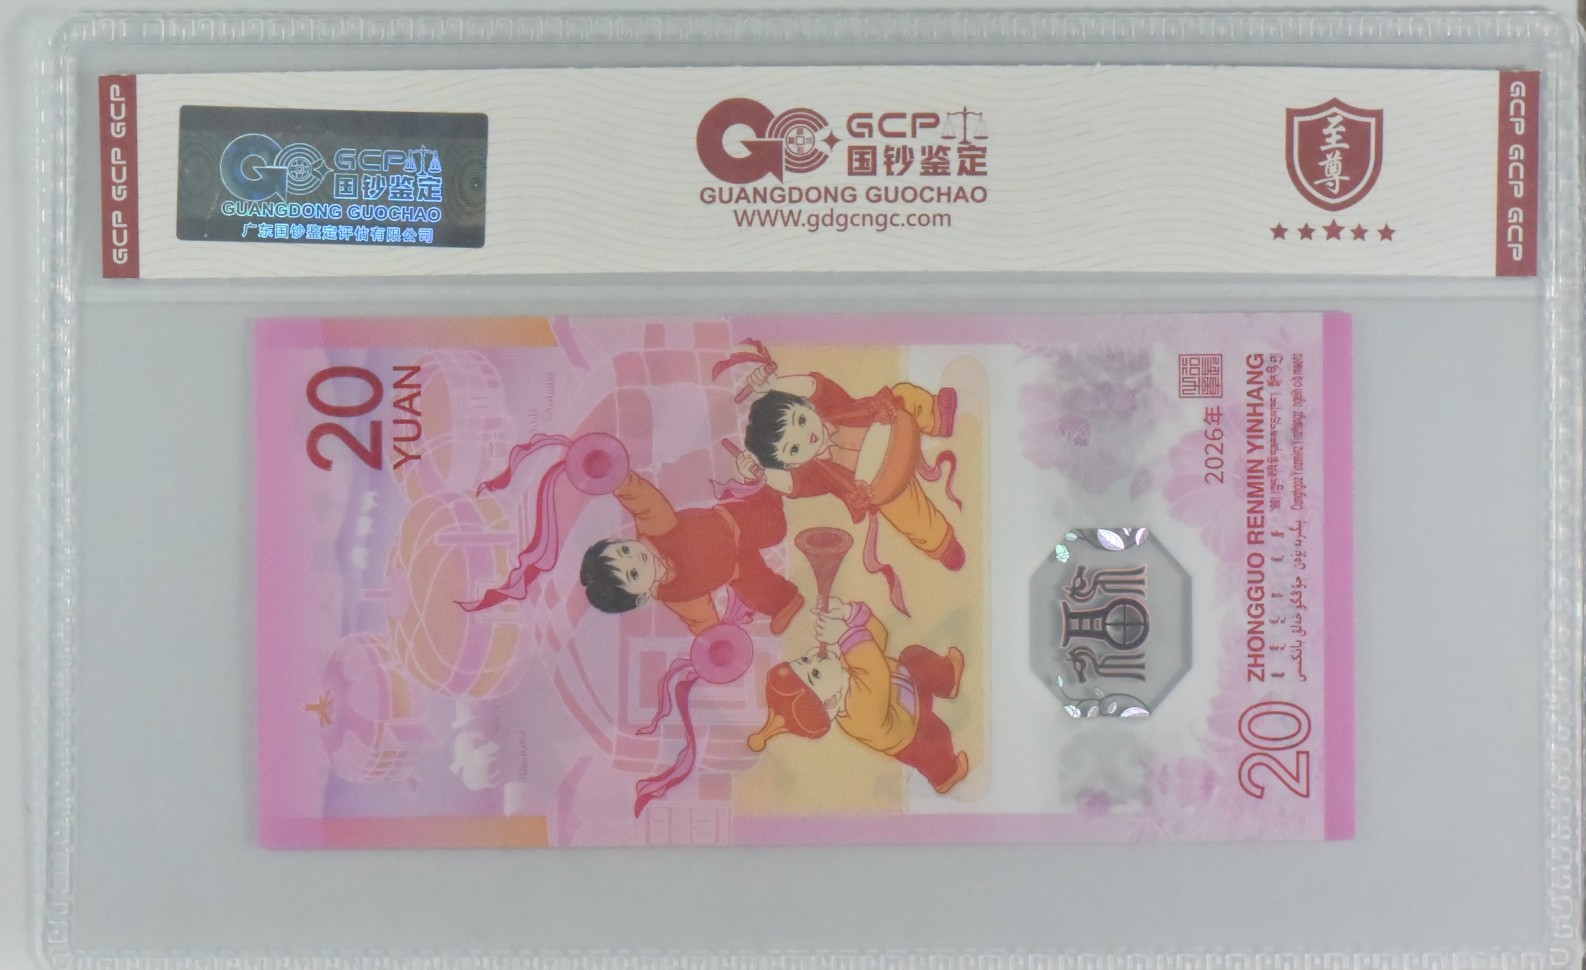 GCP GCP GCP
GCP
国钞鉴定
GUANGDONG GUOCHAO
广东国钞鉴定评估有限公司
GCP
国钞鉴定
GUANGDONG GUOCHAO
WWW.gdgcngc.com
至尊
GCP GCP GCP
20
YUAN
2026年
ZHONGGUO RENMIN YINHANG
20